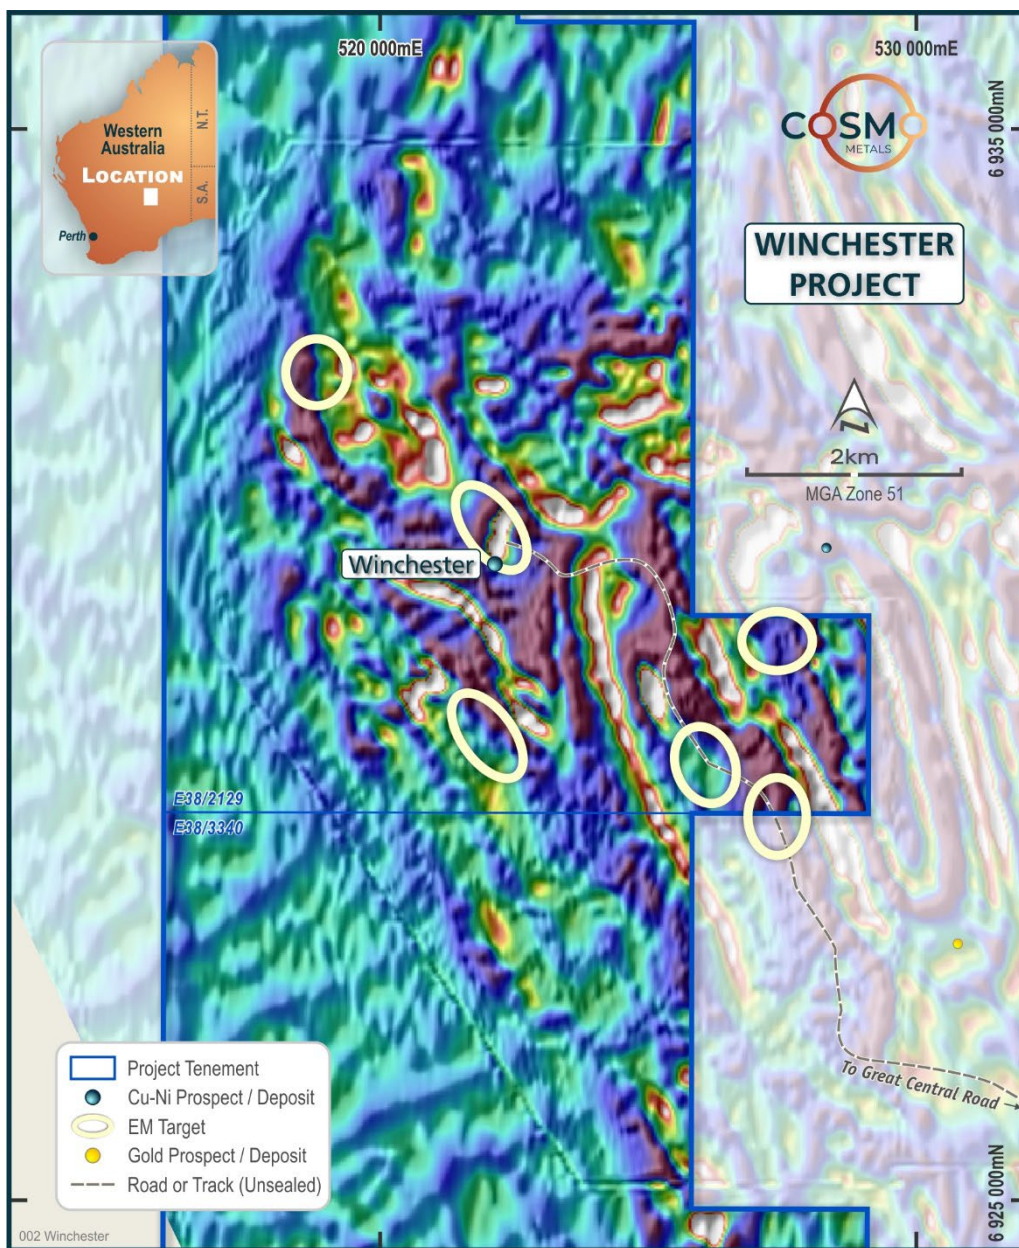 520 000mE
530 000mE
6 935 000mN
Western
Australia
LOCATION
N.T.
S.A.
Perth
COSMO
METALS
WINCHESTER
PROJECT
N
2km
MGA Zone 51
Winchester
E38/2129
E38/3340
Project Tenement
Cu-Ni Prospect / Deposit
EM Target
Gold Prospect / Deposit
Road or Track (Unsealed)
To Great Central Road
6 925 000mN
002 Winchester